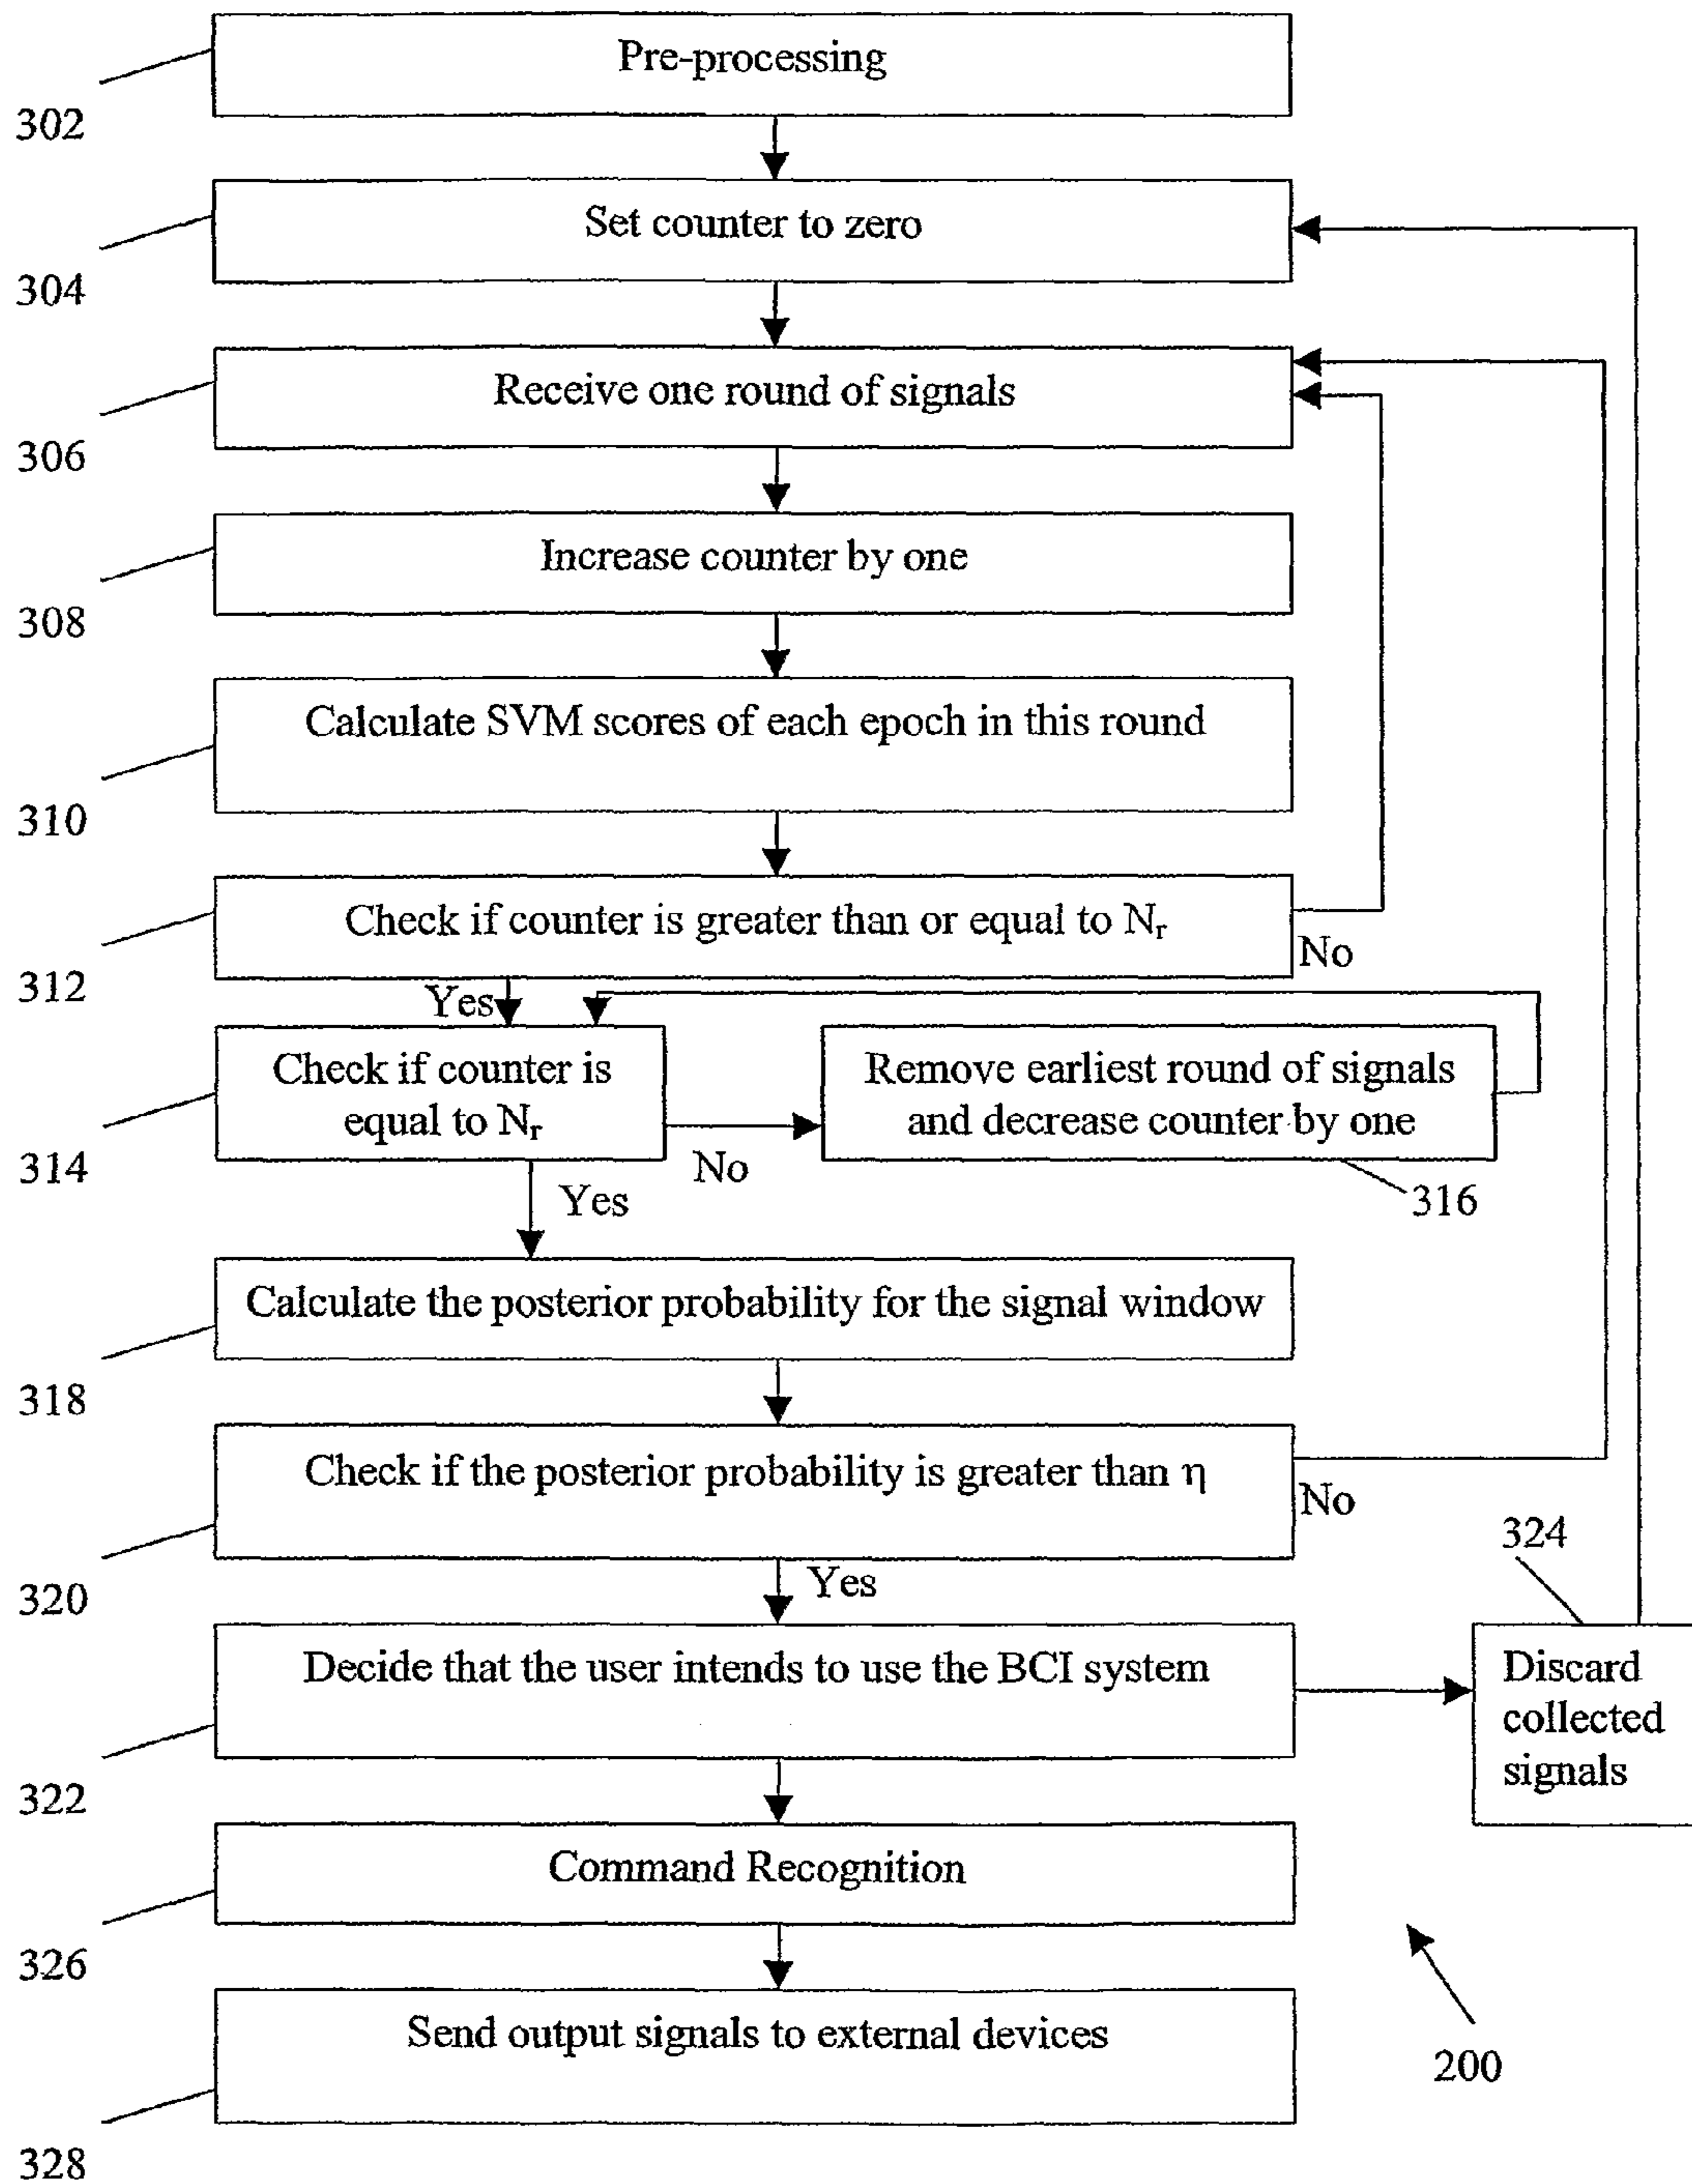 Pre-processing
302
Set counter to zero
304
Receive one round of signals
306
Increase counter by one
308
Calculate SVM scores of each epoch in this round
310
Check if counter is greater than or equal to Nr
No
312
Yes
Check if counter is
equal to Nr
314
No
Remove earliest round of signals
and decrease counter by one
316
Yes
Calculate the posterior probability for the signal window
318
Check if the posterior probability is greater than η
No
320
Yes
324
Decide that the user intends to use the BCI system
322
Discard
collected
signals
Command Recognition
326
Send output signals to external devices
328
200